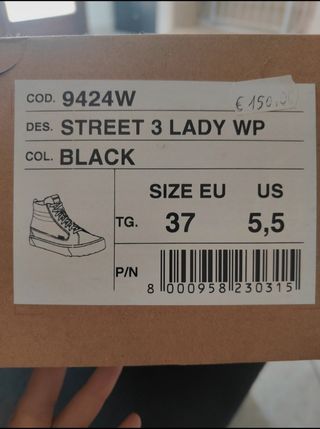 COD. 9424W
€ 150,00
DES. STREET 3 LADY WP
COL. BLACK
SIZE EU US
TG. 37 5,5
P/N
8 000958 230315